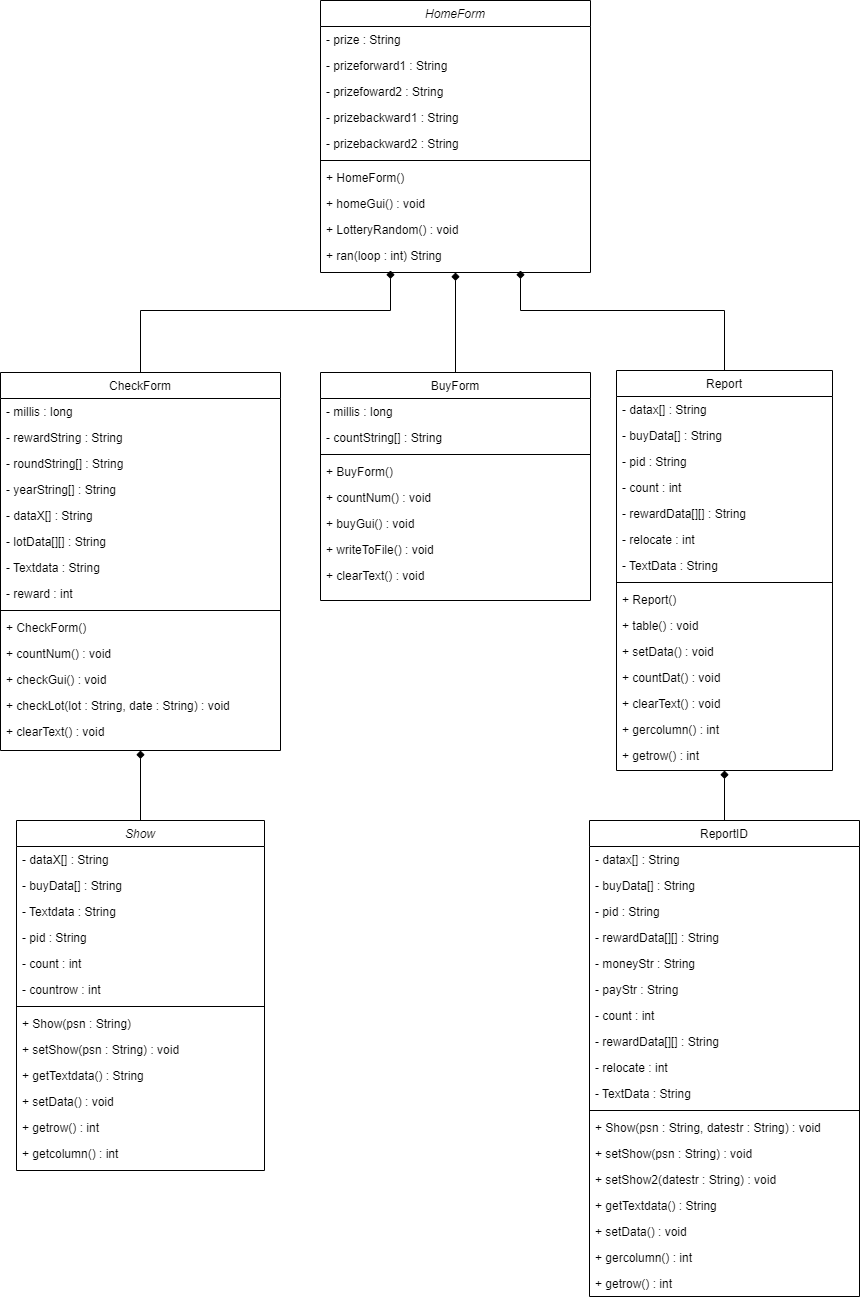 HomeForm
- prize : String
- prizeforward1 : String
- prizefoward2 : String
- prizebackward1 : String
- prizebackward2 : String
+ HomeForm()
+ homeGui() : void
+ LotteryRandom() : void
+ ran(loop : int) String
CheckForm
- millis : long
- rewardString : String
- roundString[] : String
- yearString[] : String
- dataX[] : String
- lotData[][] : String
- Textdata : String
- reward : int
+ CheckForm()
+ countNum() : void
+ checkGui() : void
+ checkLot(lot : String, date : String) : void
+ clearText() : void
BuyForm
- millis : long
- countString[] : String
+ BuyForm()
+ countNum() : void
+ buyGui() : void
+ writeToFile() : void
+ clearText() : void
Report
- datax[] : String
- buyData[] : String
- pid : String
- count : int
- rewardData[][] : String
- relocate : int
- TextData : String
+ Report()
+ table() : void
+ setData() : void
+ countDat() : void
+ clearText() : void
+ gercolumn() : int
+ getrow() : int
Show
- dataX[] : String
- buyData[] : String
- Textdata : String
- pid : String
- count : int
- countrow : int
+ Show(psn : String)
+ setShow(psn : String) : void
+ getTextdata() : String
+ setData() : void
+ getrow() : int
+ getcolumn() : int
ReportID
- datax[] : String
- buyData[] : String
- pid : String
- rewardData[][] : String
- moneyStr : String
- payStr : String
- count : int
- rewardData[][] : String
- relocate : int
- TextData : String
+ Show(psn : String, datestr : String) : void
+ setShow(psn : String) : void
+ setShow2(datestr : String) : void
+ getTextdata() : String
+ setData() : void
+ gercolumn() : int
+ getrow() : int